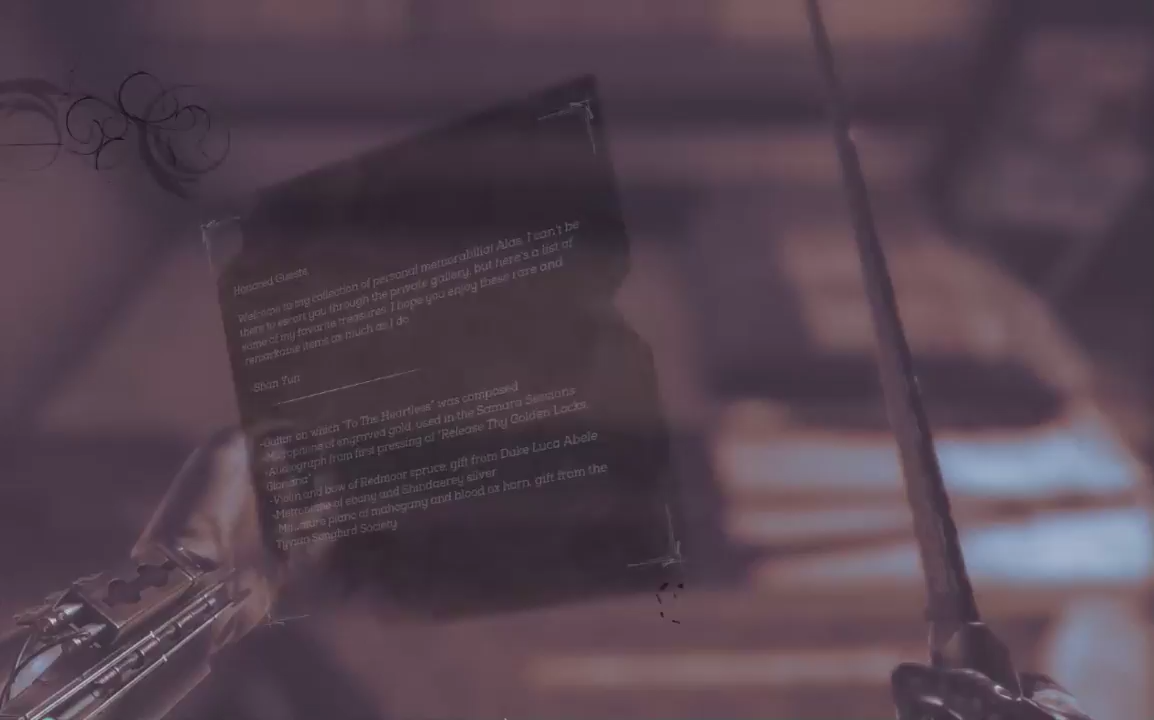 Honored Guests
Welcome to my collection of personal memorabilia! Alas, I can't be
there to escort you through the private gallery, but here's a list of
some of my favorite treasures. I hope you enjoy these rare and
remarkable items as much as I do.
-Shan Yun
-Guitar on which "To The Heartless" was composed
-Microphone of engraved gold, used in the Samara Sessions
-Audiograph from first pressing of "Release Thy Golden Locks,
-Violin and bow of Redmoor spruce, gift from Duke Luca Abele
-Metronome of ebony and Shindaerey silver
-Miniature piano of mahogany and blood ox horn, gift from the
Tyvian Songbird Society